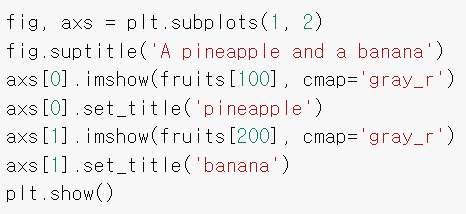 fig, axs = plt.subplots(1, 2)
fig.suptitle('A pineapple and a banana')
axs[0].imshow(fruits[100], cmap='gray_r')
axs[0].set_title('pineapple')
axs[1].imshow(fruits[200], cmap='gray_r')
axs[1].set_title('banana')
plt.show()